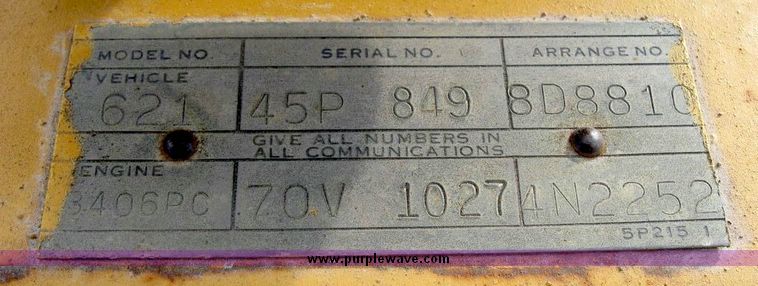 MODEL NO. SERIAL NO. ARRANGE NO.
VEHICLE
621 45P 849 8D8810
GIVE ALL NUMBERS IN
ALL COMMUNICATIONS
ENGINE
3406PC 70V 1027 4N2252
5P215 1
www.purplewave.com